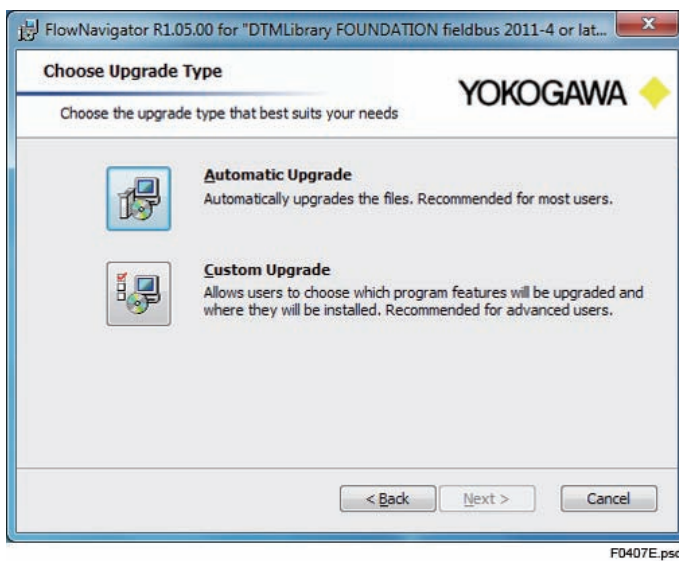 FlowNavigator R1.05.00 for "DTMLibrary FOUNDATION fieldbus 2011-4 or lat...
Choose Upgrade Type
YOKOGAWA
Choose the upgrade type that best suits your needs
Automatic Upgrade
Automatically upgrades the files. Recommended for most users.
Custom Upgrade
Allows users to choose which program features will be upgraded and
where they will be installed. Recommended for advanced users.
< Back
Next >
Cancel
F0407E.psd